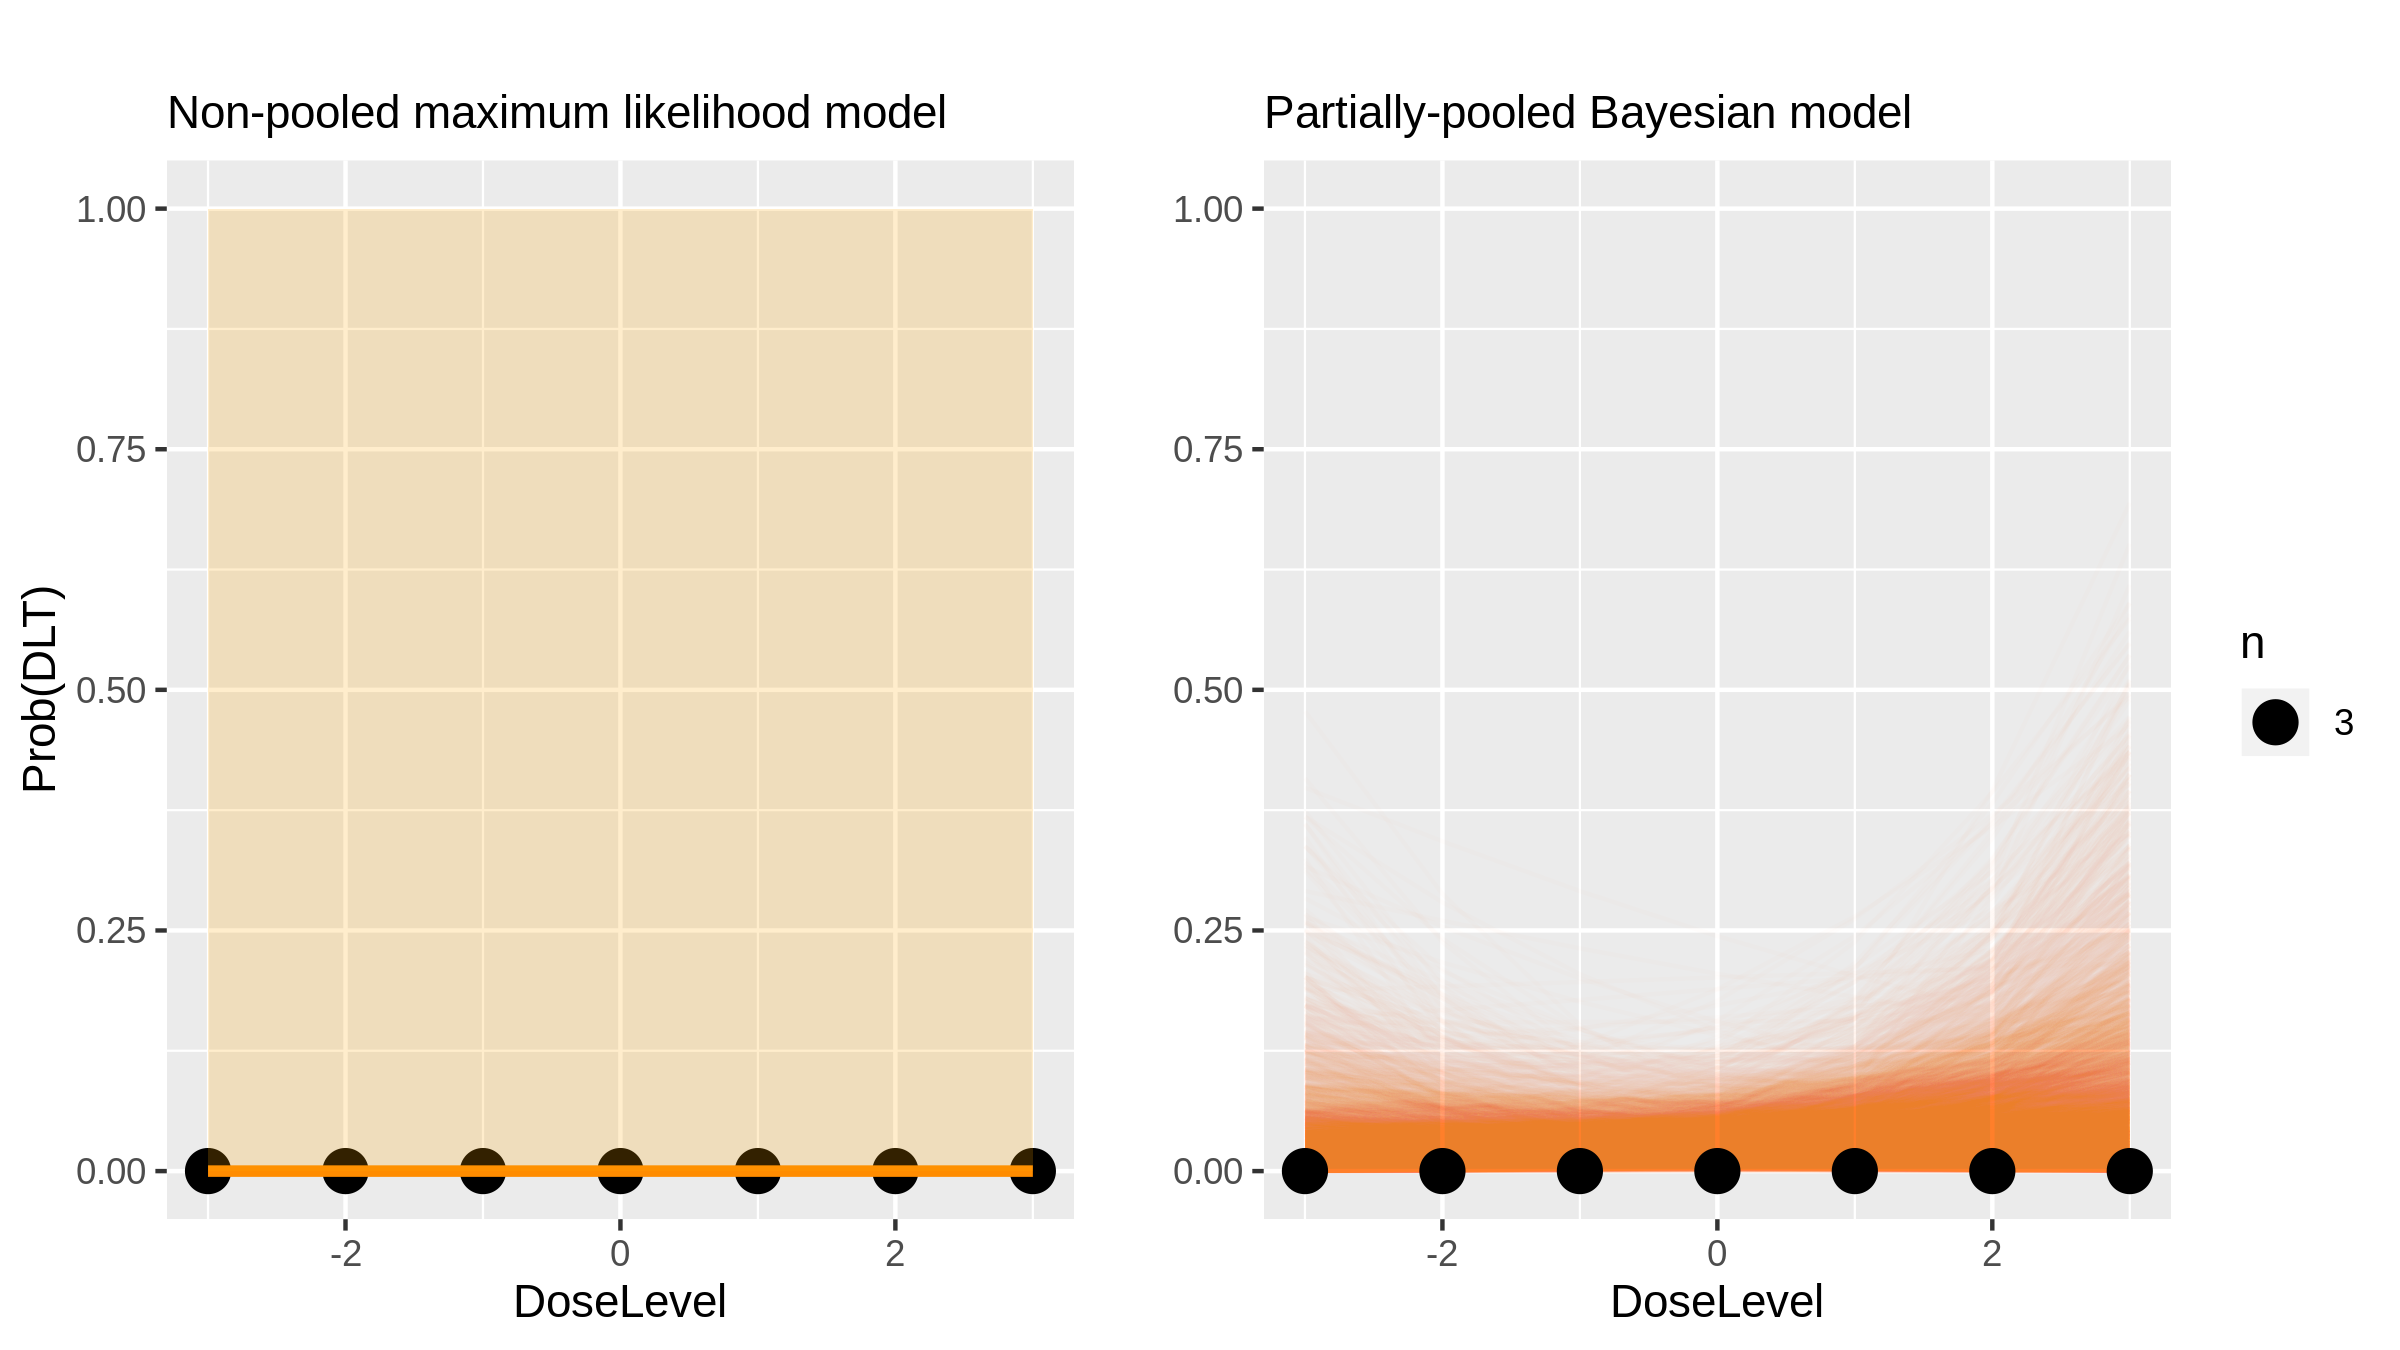 Non-pooled maximum likelihood model
Prob(DLT)
1.00
0.75
0.50
0.25
0.00
-2 0 2
DoseLevel
Partially-pooled Bayesian model
1.00
0.75
0.50
0.25
0.00
-2 0 2
DoseLevel
n
3